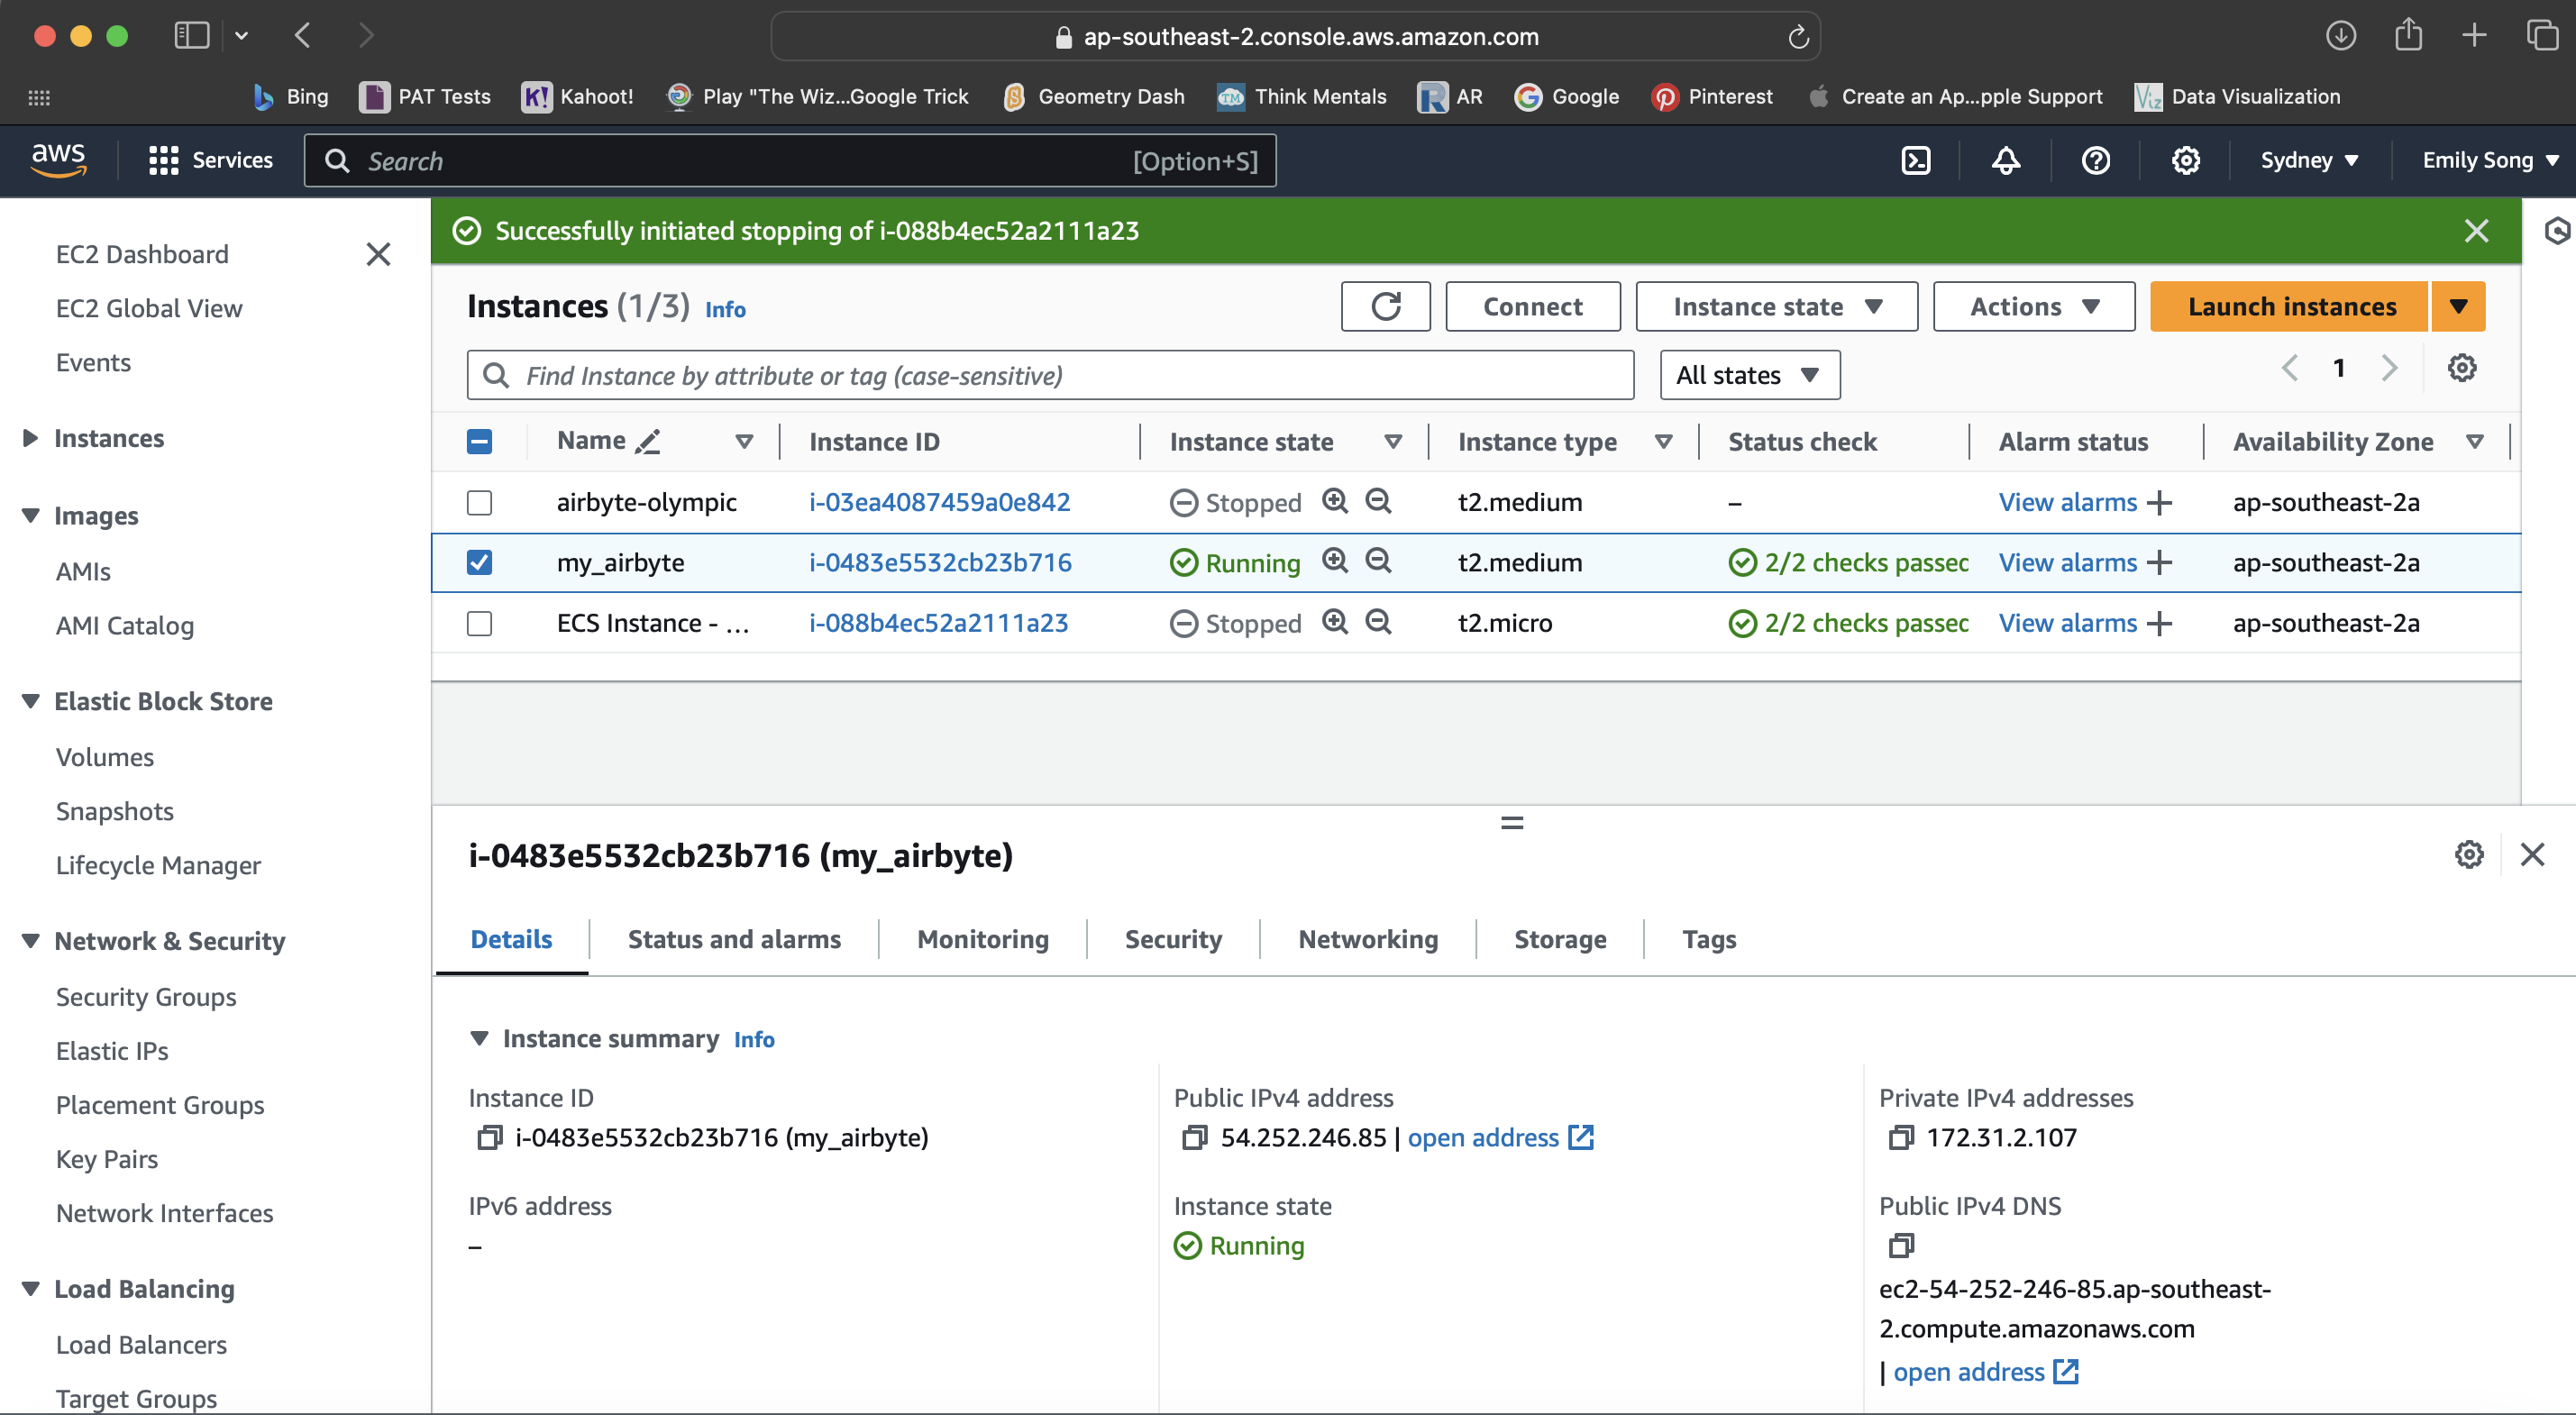 ap-southeast-2.console.aws.amazon.com
Bing PAT Tests K! Kahoot! Play "The Wiz...Google Trick Geometry Dash TM Think Mentals R AR Google Pinterest Create an Ap...pple Support Viz Data Visualization
aws Services Search [Option+S] Sydney Emily Song
EC2 Dashboard
EC2 Global View
Events
Instances
Images
AMIs
AMI Catalog
Elastic Block Store
Volumes
Snapshots
Lifecycle Manager
Network & Security
Security Groups
Elastic IPs
Placement Groups
Key Pairs
Network Interfaces
Load Balancing
Load Balancers
Target Groups
Successfully initiated stopping of i-088b4ec52a2111a23
Instances (1/3) Info Connect Instance state Actions Launch instances
Find Instance by attribute or tag (case-sensitive) All states 1
Name Instance ID Instance state Instance type Status check Alarm status Availability Zone
airbyte-olympic i-03ea4087459a0e842 Stopped t2.medium – View alarms + ap-southeast-2a
my_airbyte i-0483e5532cb23b716 Running t2.medium 2/2 checks passec View alarms + ap-southeast-2a
ECS Instance - ... i-088b4ec52a2111a23 Stopped t2.micro 2/2 checks passec View alarms + ap-southeast-2a
i-0483e5532cb23b716 (my_airbyte)
Details Status and alarms Monitoring Security Networking Storage Tags
Instance summary Info
Instance ID
i-0483e5532cb23b716 (my_airbyte)
IPv6 address
–
Public IPv4 address
54.252.246.85 | open address
Instance state
Running
Private IPv4 addresses
172.31.2.107
Public IPv4 DNS
ec2-54-252-246-85.ap-southeast-
2.compute.amazonaws.com
| open address